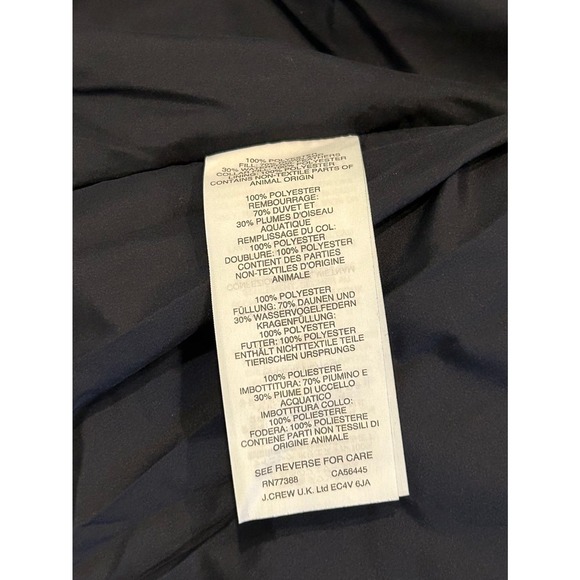 100% POLYESTER
30% WATER
CONTAINS NON-TEXTILE PARTS OF
ANIMAL ORIGIN
100% POLYESTER
REMBOURRAGE:
70% DUVET ET
30% PLUMES D'OISEAU
AQUATIQUE
REMPLISSAGE DU COL:
100% POLYESTER
DOUBLURE: 100% POLYESTER
CONTIENT DES PARTIES
NON-TEXTILES D'ORIGINE
ANIMALE
100% POLYESTER
FÜLLUNG: 70% DAUNEN UND
30% WASSERVOGELFEDERN
KRAGENFÜLLUNG:
100% POLYESTER
FUTTER: 100% POLYESTER
ENTHÄLT NICHTTEXTILE TEILE
TIERISCHEN URSPRUNGS
100% POLIESTERE
IMBOTTITURA: 70% PIUMINO E
30% PIUME DI UCCELLO
ACQUATICO
IMBOTTITURA COLLO:
100% POLIESTERE
FODERA: 100% POLIESTERE
CONTIENE PARTI NON TESSILI DI
ORIGINE ANIMALE
SEE REVERSE FOR CARE
RN77388 CA56445
J.CREW U.K. Ltd EC4V 6JA